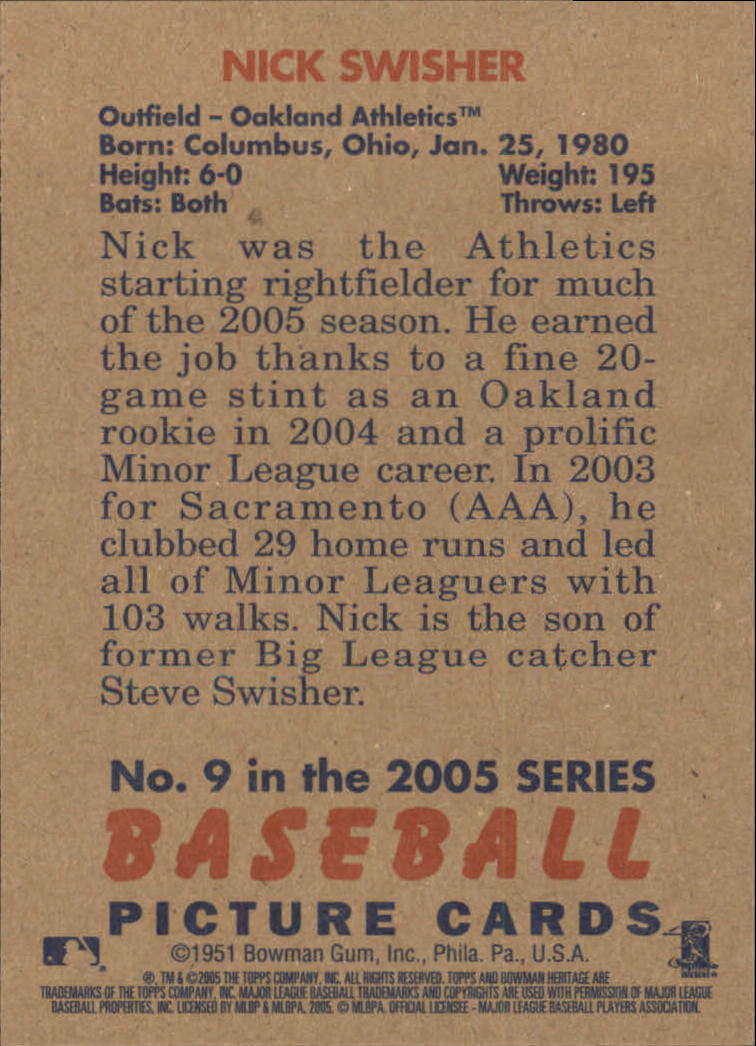 NICK SWISHER
Outfield – Oakland Athletics™
Born: Columbus, Ohio, Jan. 25, 1980
Height: 6-0 Weight: 195
Bats: Both Throws: Left
Nick was the Athletics
starting rightfielder for much
of the 2005 season. He earned
the job thanks to a fine 20-
game stint as an Oakland
rookie in 2004 and a prolific
Minor League career. In 2003
for Sacramento (AAA), he
clubbed 29 home runs and led
all of Minor Leaguers with
103 walks. Nick is the son of
former Big League catcher
Steve Swisher.
No. 9 in the 2005 SERIES
BASEBALL
PICTURE CARDS
©1951 Bowman Gum, Inc., Phila. Pa., U.S.A.
®, TM & ©2005 THE TOPPS COMPANY, INC. ALL RIGHTS RESERVED. TOPPS AND BOWMAN HERITAGE ARE
TRADEMARKS OF THE TOPPS COMPANY, INC. MAJOR LEAGUE BASEBALL TRADEMARKS AND COPYRIGHTS ARE USED WITH PERMISSION OF MAJOR LEAGUE
BASEBALL PROPERTIES, INC. LICENSED BY MLBP & MLBPA. 2005. © MLBPA. OFFICIAL LICENSEE - MAJOR LEAGUE BASEBALL PLAYERS ASSOCIATION.